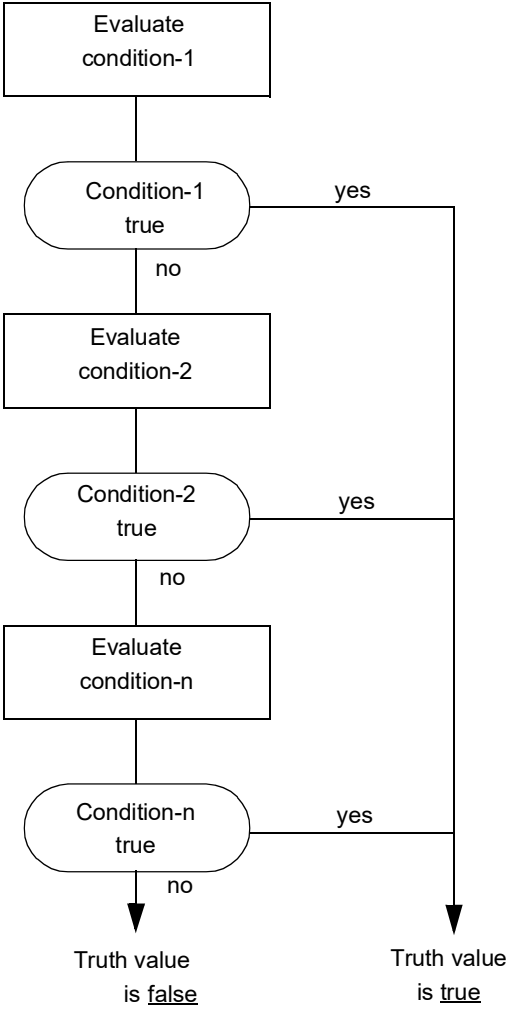 Evaluate
condition-1
Condition-1
true
yes
no
Evaluate
condition-2
Condition-2
true
yes
no
Evaluate
condition-n
Condition-n
true
yes
no
Truth value
is false
Truth value
is true